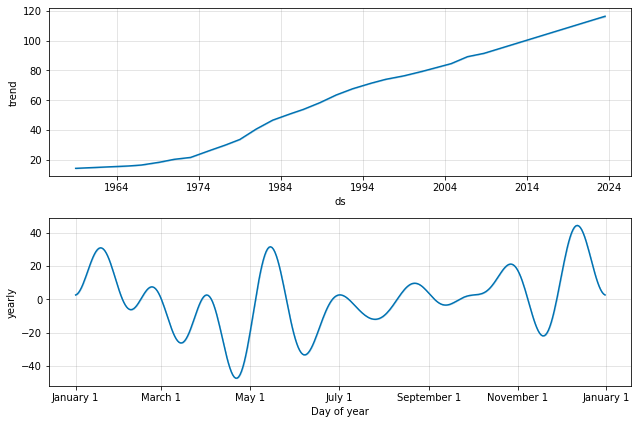 120
100
80
60
40
20
trend
1964 1974 1984 1994 2004 2014 2024
ds
40
20
0
−20
−40
yearly
January 1 March 1 May 1 July 1 September 1 November 1 January 1
Day of year